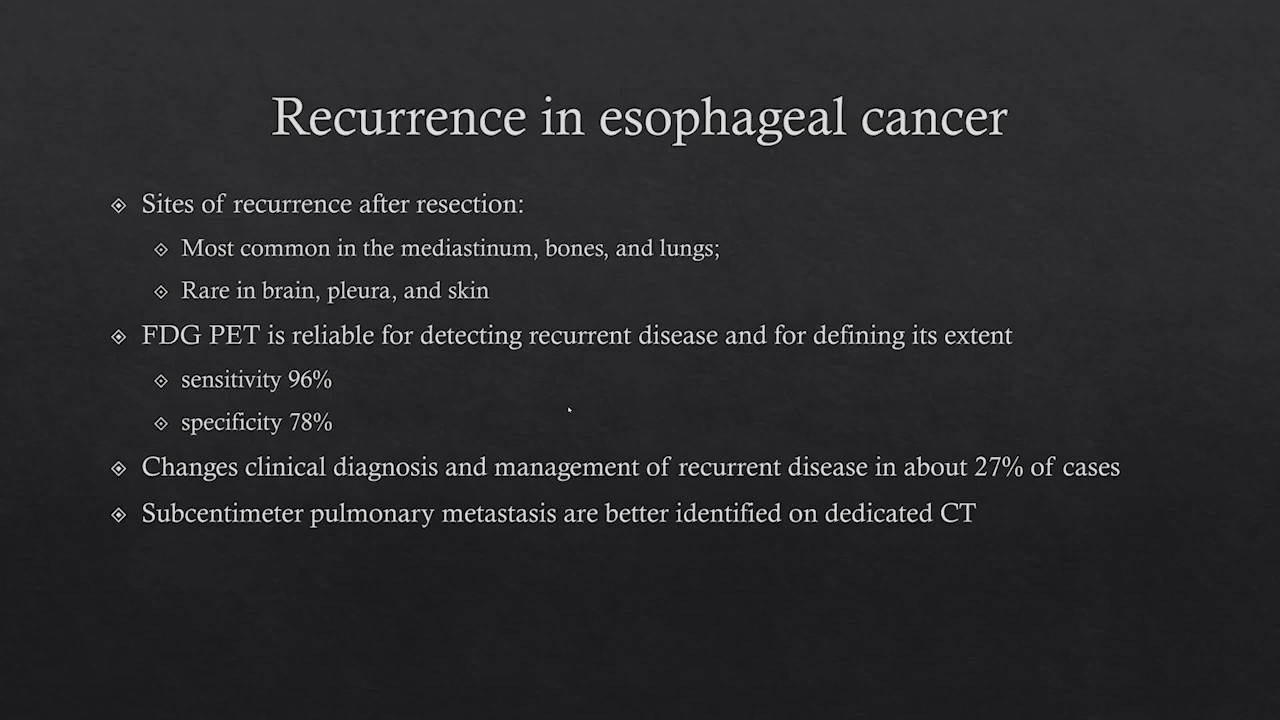 Recurrence in esophageal cancer
Sites of recurrence after resection:
Most common in the mediastinum, bones, and lungs;
Rare in brain, pleura, and skin
FDG PET is reliable for detecting recurrent disease and for defining its extent
sensitivity 96%
specificity 78%
Changes clinical diagnosis and management of recurrent disease in about 27% of cases
Subcentimeter pulmonary metastasis are better identified on dedicated CT